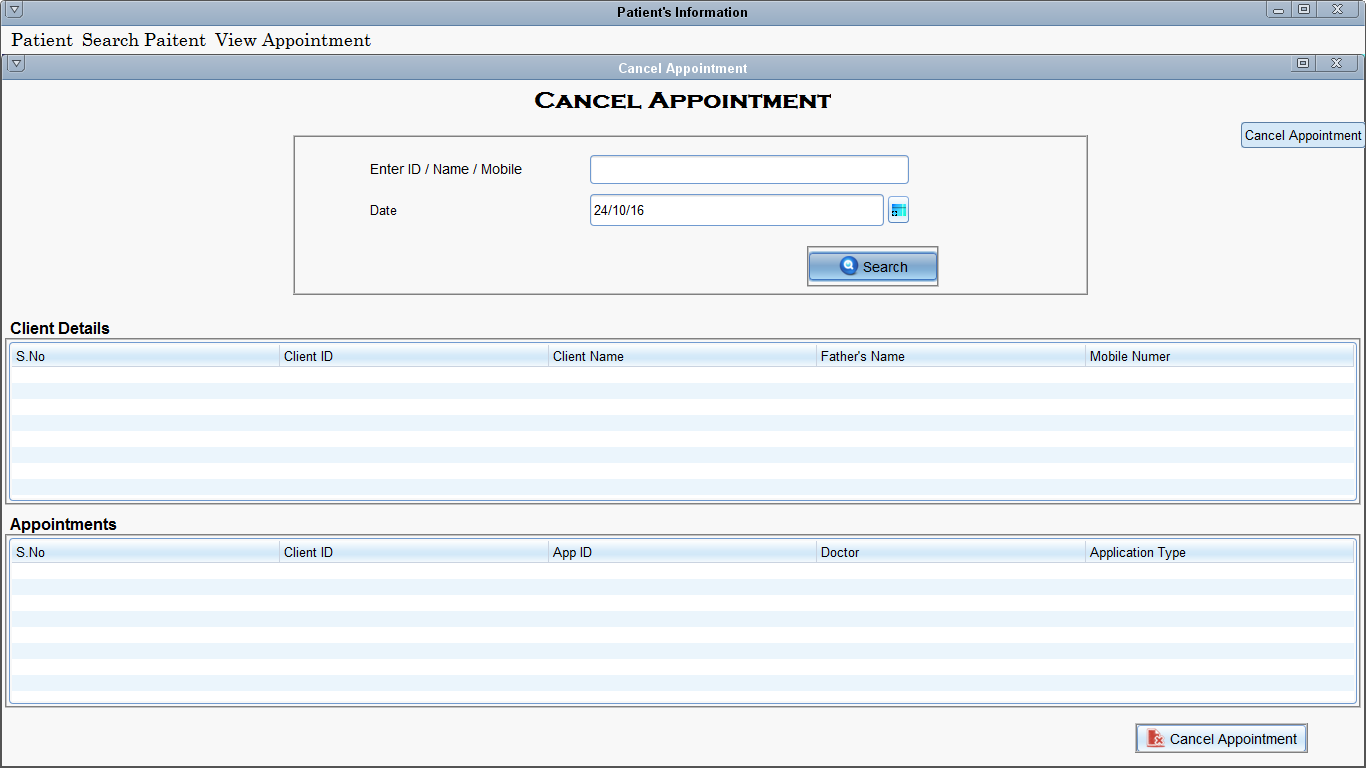 Patient's Information
Patient Search Paitent View Appointment
Cancel Appointment
CANCEL APPOINTMENT
Cancel Appointment
Enter ID / Name / Mobile
Date 24/10/16
Search
Client Details
S.No Client ID Client Name Father's Name Mobile Numer
Appointments
S.No Client ID App ID Doctor Application Type
Cancel Appointment